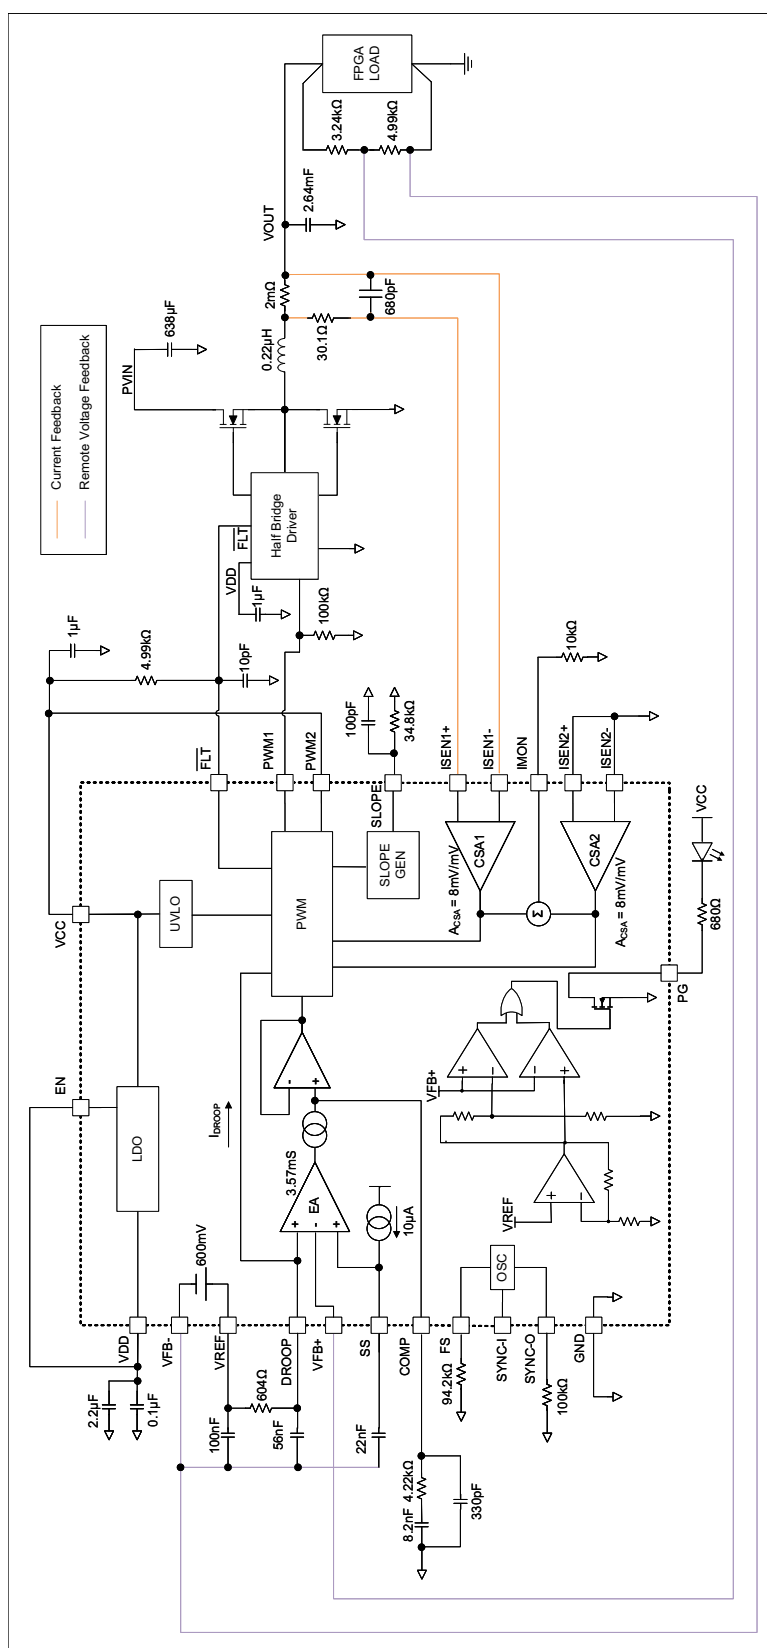 Current Feedback
Remote Voltage Feedback
FPGA
LOAD
3.24kΩ
4.99kΩ
VOUT
2.64mF
2mΩ
680pF
30.1Ω
0.22µH
638µF
PVIN
Half Bridge
Driver
FLT
VDD
1µF
100kΩ
1µF
4.99kΩ
10pF
100pF
34.8kΩ
10kΩ
VCC
680Ω
FLT
PWM1
PWM2
SLOPE
ISEN1+
ISEN1-
IMON
ISEN2+
ISEN2-
PG
VCC
UVLO
PWM
SLOPE
GEN
CSA1
ACSA = 8mV/mV
Σ
CSA2
ACSA = 8mV/mV
EN
LDO
IDROOP
-
+
3.57mS
EA
+
-
+
10µA
VFB+
+
-
-
+
VREF
+
-
OSC
600mV
VDD
VFB-
VREF
DROOP
VFB+
SS
COMP
FS
SYNC-I
SYNC-O
GND
2.2µF
0.1µF
604Ω
100nF
56nF
22nF
4.22kΩ
8.2nF
330pF
94.2kΩ
100kΩ